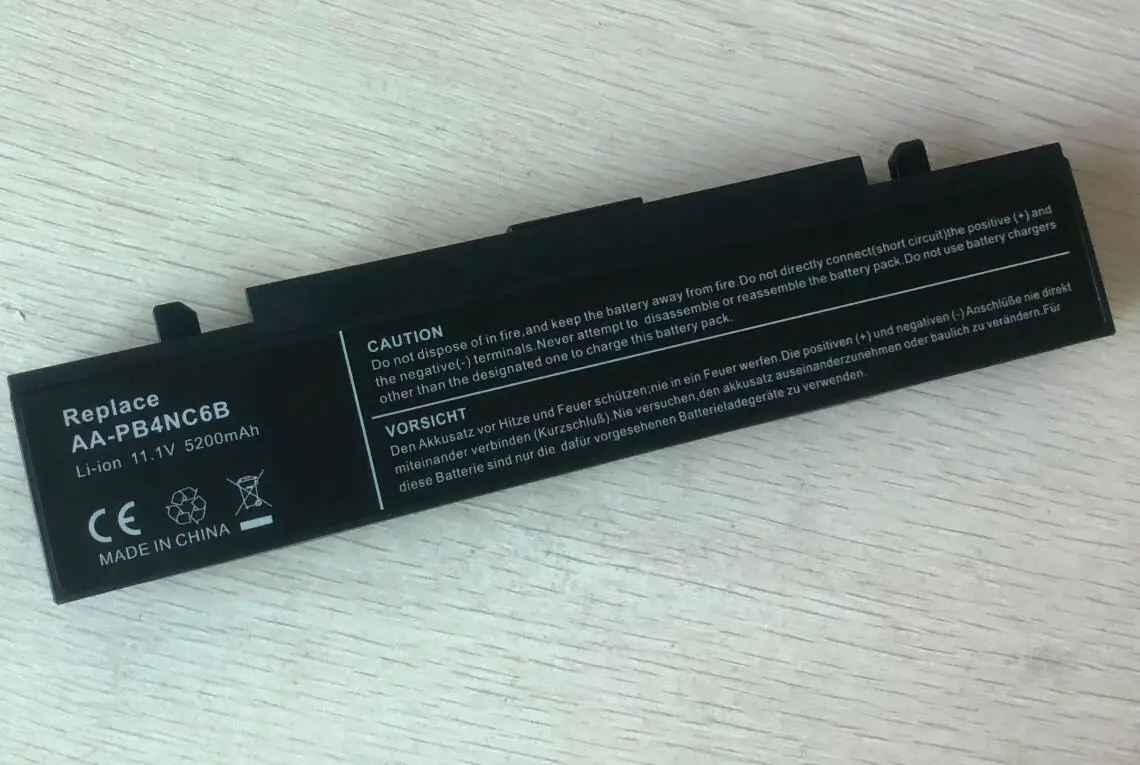 Replace
AA-PB4NC6B
Li-ion 11.1V 5200mAh
CE
MADE IN CHINA
CAUTION
Do not dispose of in fire,and keep the battery away from fire.Do not directly connect(short circuit)the positive (+) and
the negative(-) terminals.Never attempt to disassemble or reassemble the battery pack.Do not use battery chargers
other than the designated one to charge this battery pack.
VORSICHT
Den Akkusatz vor Hitze und Feuer schützen;nie in ein Feuer werfen.Die positiven (+) und negativen (-) Anschlüße nie direkt
miteinander verbinden (Kurzschluß).Nie versuchen,den akkusatz auseinanderzunehmen oder baulich zu verändern.Für
diese Batterie sind nur die dafür vorgesehenen Batterieladegeräte zu verwenden.